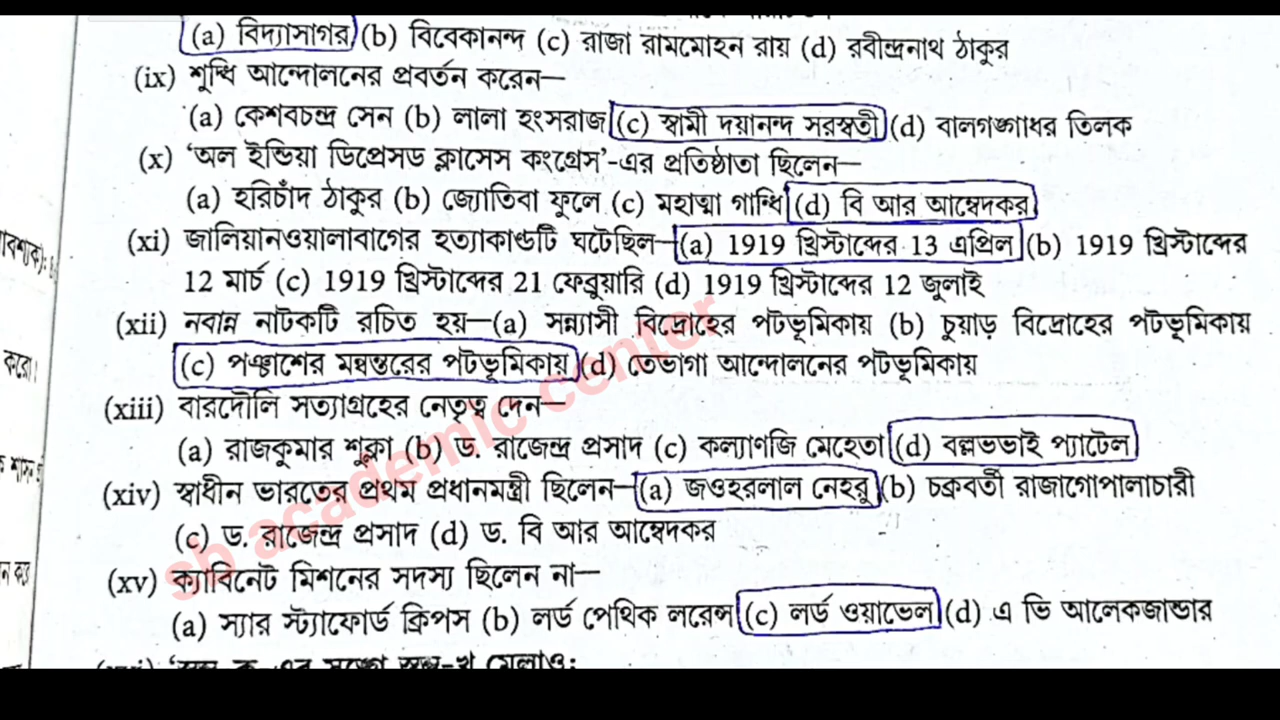 (a) বিদ্যাসাগর (b) বিবেকানন্দ (c) রাজা রামমোহন রায় (d) রবীন্দ্রনাথ ঠাকুর
(ix) শুদ্ধি আন্দোলনের প্রবর্তন করেন—
(a) কেশবচন্দ্র সেন (b) লালা হংসরাজ (c) স্বামী দয়ানন্দ সরস্বতী (d) বালগঙ্গাধর তিলক
(x) ‘অল ইন্ডিয়া ডিপ্রেসড ক্লাসেস কংগ্রেস’-এর প্রতিষ্ঠাতা ছিলেন—
(a) হরিচাঁদ ঠাকুর (b) জ্যোতিবা ফুলে (c) মহাত্মা গান্ধি (d) বি আর আম্বেদকর
(xi) জালিয়ানওয়ালাবাগের হত্যাকাণ্ডটি ঘটেছিল—(a) 1919 খ্রিস্টাব্দের 13 এপ্রিল (b) 1919 খ্রিস্টাব্দের
12 মার্চ (c) 1919 খ্রিস্টাব্দের 21 ফেব্রুয়ারি (d) 1919 খ্রিস্টাব্দের 12 জুলাই
(xii) নবান্ন নাটকটি রচিত হয়—(a) সন্ন্যাসী বিদ্রোহের পটভূমিকায় (b) চুয়াড় বিদ্রোহের পটভূমিকায়
(c) পঞ্চাশের মন্বন্তরের পটভূমিকায় (d) তেভাগা আন্দোলনের পটভূমিকায়
(xiii) বারদৌলি সত্যাগ্রহের নেতৃত্ব দেন—
(a) রাজকুমার শুক্লা (b) ড. রাজেন্দ্র প্রসাদ (c) কল্যাণজি মেহেতা (d) বল্লভভাই প্যাটেল
(xiv) স্বাধীন ভারতের প্রথম প্রধানমন্ত্রী ছিলেন—(a) জওহরলাল নেহরু (b) চক্রবর্তী রাজাগোপালাচারী
(c) ড. রাজেন্দ্র প্রসাদ (d) ড. বি আর আম্বেদকর
(xv) ক্যাবিনেট মিশনের সদস্য ছিলেন না—
(a) স্যার স্ট্যাফোর্ড ক্রিপস (b) লর্ড পেথিক লরেন্স (c) লর্ড ওয়াভেল (d) এ ভি আলেকজান্ডার
মেলাও:
করো।
sb academic center